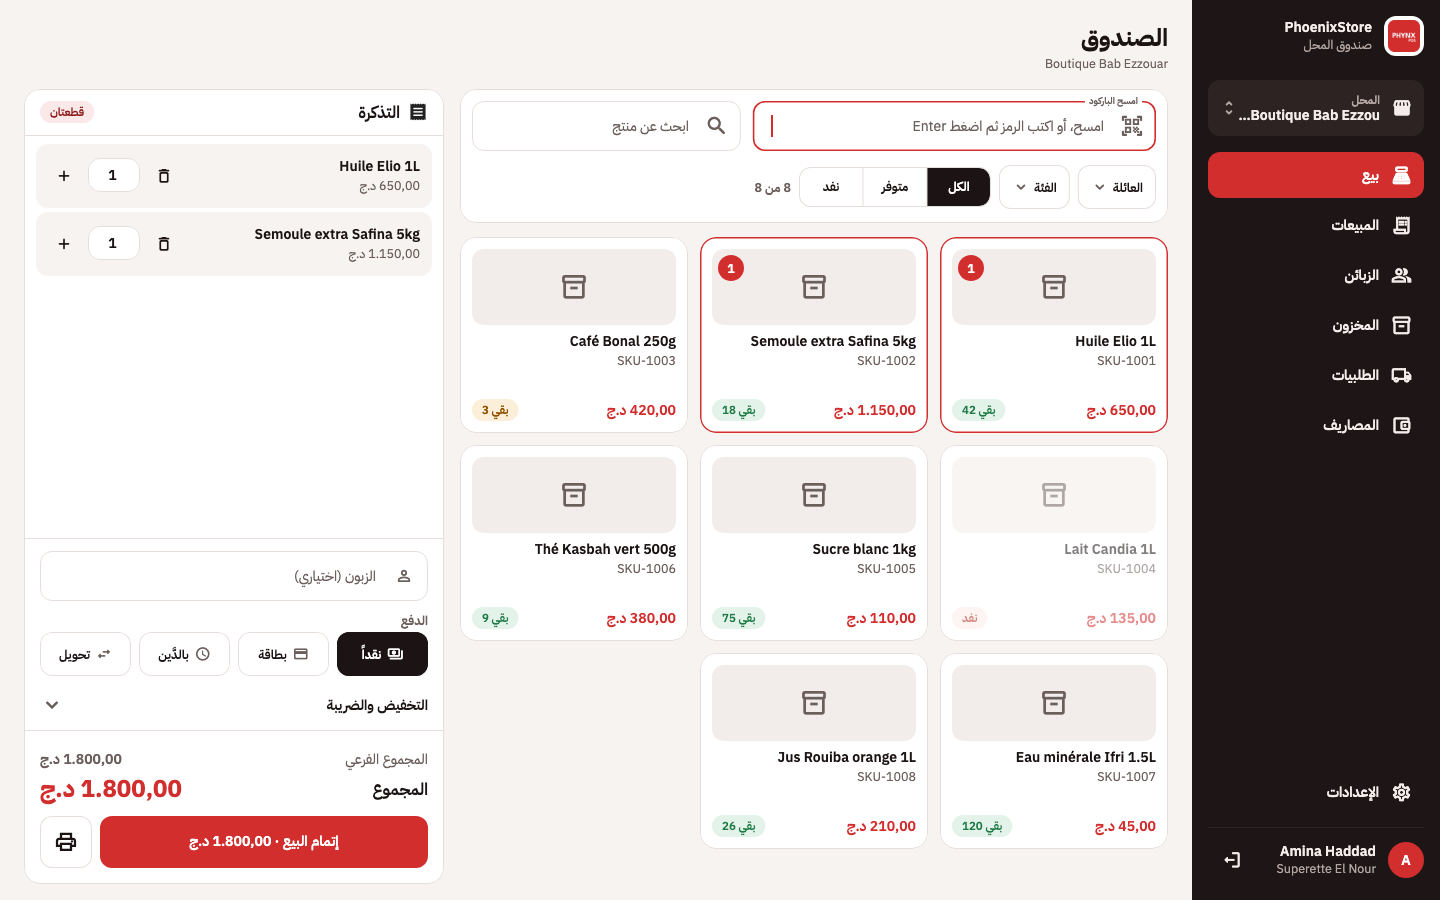 PHYNX
POS
PhoenixStore
صندوق المحل
المحل
Boutique Bab Ezzou...
بيع
المبيعات
الزبائن
المخزون
الطلبيات
المصاريف
الإعدادات
A
Amina Haddad
Superette El Nour
الصندوق
Boutique Bab Ezzouar
امسح الباركود
امسح، أو اكتب الرمز ثم اضغط Enter
ابحث عن منتج
العائلة
الفئة
الكل
متوفر
نفد
8 من 8
1
Huile Elio 1L
SKU-1001
650,00 د.ج
بقي 42
1
Semoule extra Safina 5kg
SKU-1002
1.150,00 د.ج
بقي 18
Café Bonal 250g
SKU-1003
420,00 د.ج
بقي 3
Lait Candia 1L
SKU-1004
135,00 د.ج
نفد
Sucre blanc 1kg
SKU-1005
110,00 د.ج
بقي 75
Thé Kasbah vert 500g
SKU-1006
380,00 د.ج
بقي 9
Eau minérale Ifri 1.5L
SKU-1007
45,00 د.ج
بقي 120
Jus Rouiba orange 1L
SKU-1008
210,00 د.ج
بقي 26
التذكرة
قطعتان
Huile Elio 1L
650,00 د.ج
1
Semoule extra Safina 5kg
1.150,00 د.ج
1
الزبون (اختياري)
الدفع
نقداً
بطاقة
بالدَّين
تحويل
التخفيض والضريبة
المجموع الفرعي
1.800,00 د.ج
المجموع
1.800,00 د.ج
إتمام البيع · 1.800,00 د.ج